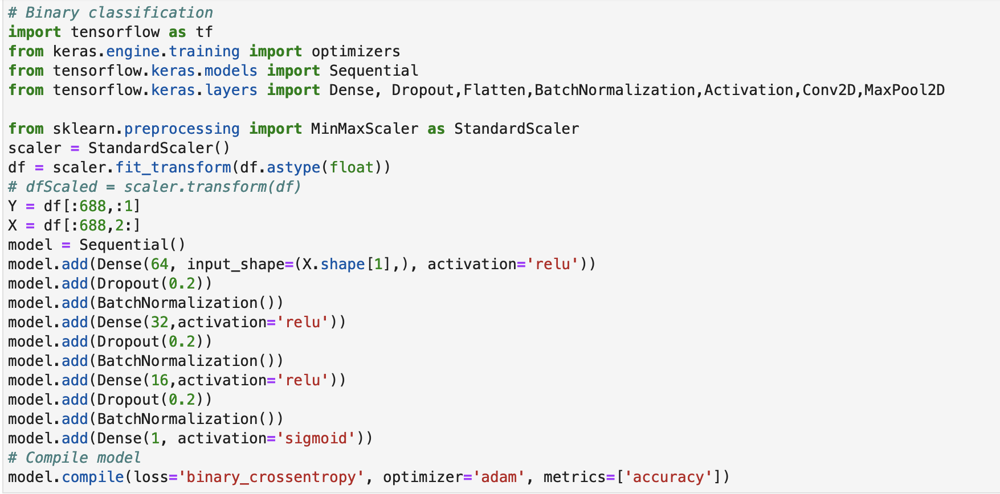 # Binary classification
import tensorflow as tf
from keras.engine.training import optimizers
from tensorflow.keras.models import Sequential
from tensorflow.keras.layers import Dense, Dropout,Flatten,BatchNormalization,Activation,Conv2D,MaxPool2D
from sklearn.preprocessing import MinMaxScaler as StandardScaler
scaler = StandardScaler()
df = scaler.fit_transform(df.astype(float))
# dfScaled = scaler.transform(df)
Y = df[:688,:1]
X = df[:688,2:]
model = Sequential()
model.add(Dense(64, input_shape=(X.shape[1],), activation='relu'))
model.add(Dropout(0.2))
model.add(BatchNormalization())
model.add(Dense(32,activation='relu'))
model.add(Dropout(0.2))
model.add(BatchNormalization())
model.add(Dense(16,activation='relu'))
model.add(Dropout(0.2))
model.add(BatchNormalization())
model.add(Dense(1, activation='sigmoid'))
# Compile model
model.compile(loss='binary_crossentropy', optimizer='adam', metrics=['accuracy'])